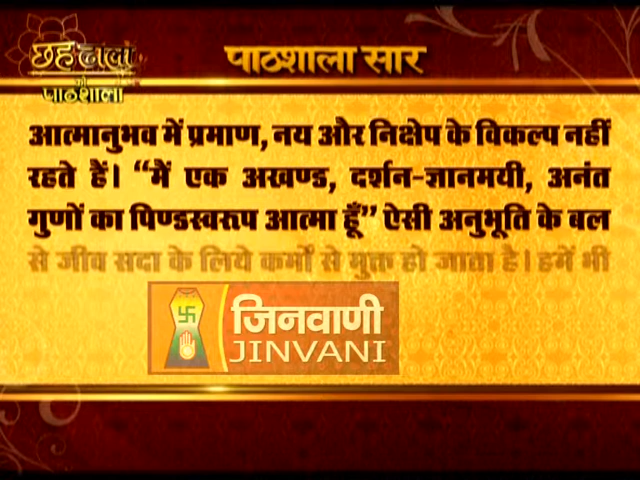 छहढाला
की
पाठशाला
पाठशाला सार
आत्मानुभव में प्रमाण, नय और निक्षेप के विकल्प नहीं
रहते हैं। “मैं एक अखण्ड, दर्शन-ज्ञानमयी, अनंत
गुणों का पिण्डस्वरूप आत्मा हूँ” ऐसी अनुभूति के बल
से जीव सदा के लिये कर्मों से मुक्त हो जाता है। हमें भी
जिनवाणी
JINVANI